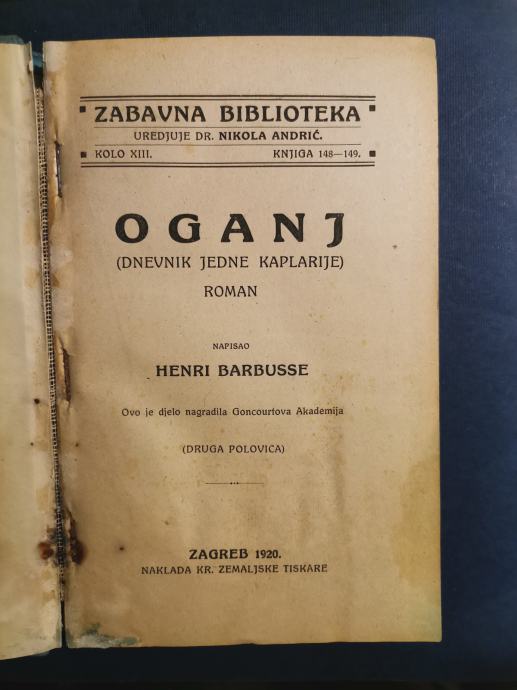 ZABAVNA BIBLIOTEKA
UREDJUJE DR. NIKOLA ANDRIĆ.
KOLO XIII. KNJIGA 148—149.
OGANJ
(DNEVNIK JEDNE KAPLARIJE)
ROMAN
NAPISAO
HENRI BARBUSSE
Ovo je djelo nagradila Goncourtova Akademija
(DRUGA POLOVICA)
ZAGREB 1920.
NAKLADA KR. ZEMALJSKE TISKARE